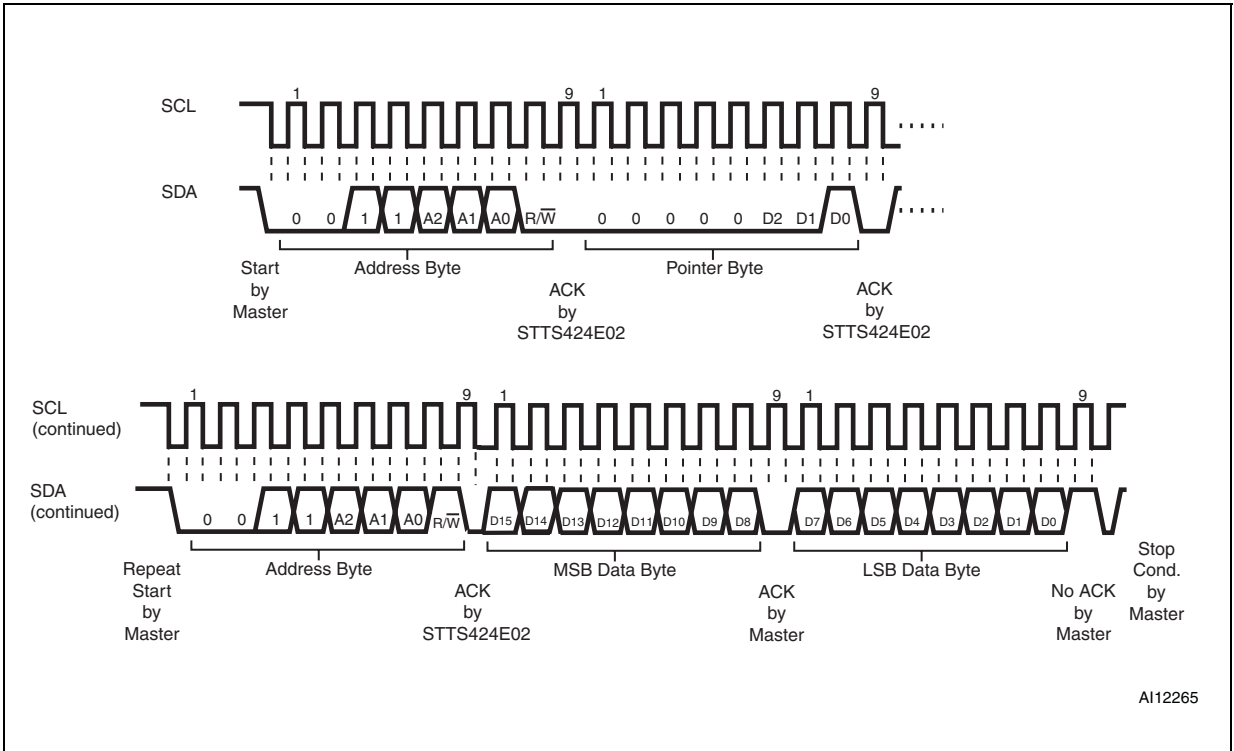 1 9 1 9
SCL
SDA
0 0 1 1 A2 A1 A0 R/W̅ 0 0 0 0 0 D2 D1 D0
Address Byte Pointer Byte
Start
by
Master
ACK
by
STTS424E02
ACK
by
STTS424E02
1 9 1 9 1 9
SCL
(continued)
SDA
(continued)
0 0 1 1 A2 A1 A0 R/W̅ D15 D14 D13 D12 D11 D10 D9 D8 D7 D6 D5 D4 D3 D2 D1 D0
Address Byte MSB Data Byte LSB Data Byte
Repeat
Start
by
Master
ACK
by
STTS424E02
ACK
by
Master
No ACK
by
Master
Stop
Cond.
by
Master
AI12265